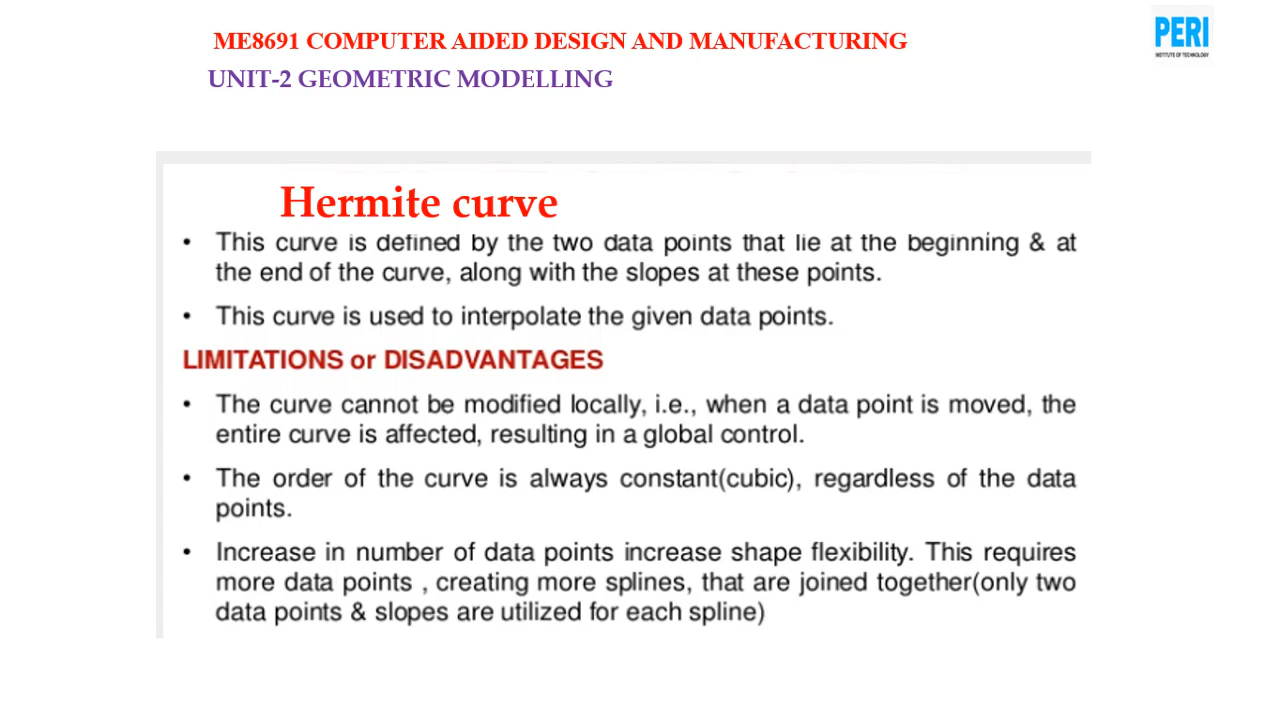 ME8691 COMPUTER AIDED DESIGN AND MANUFACTURING
PERI
INSTITUTE OF TECHNOLOGY
UNIT-2 GEOMETRIC MODELLING
Hermite curve
• This curve is defined by the two data points that lie at the beginning & at
the end of the curve, along with the slopes at these points.
• This curve is used to interpolate the given data points.
LIMITATIONS or DISADVANTAGES
• The curve cannot be modified locally, i.e., when a data point is moved, the
entire curve is affected, resulting in a global control.
• The order of the curve is always constant(cubic), regardless of the data
points.
• Increase in number of data points increase shape flexibility. This requires
more data points , creating more splines, that are joined together(only two
data points & slopes are utilized for each spline)